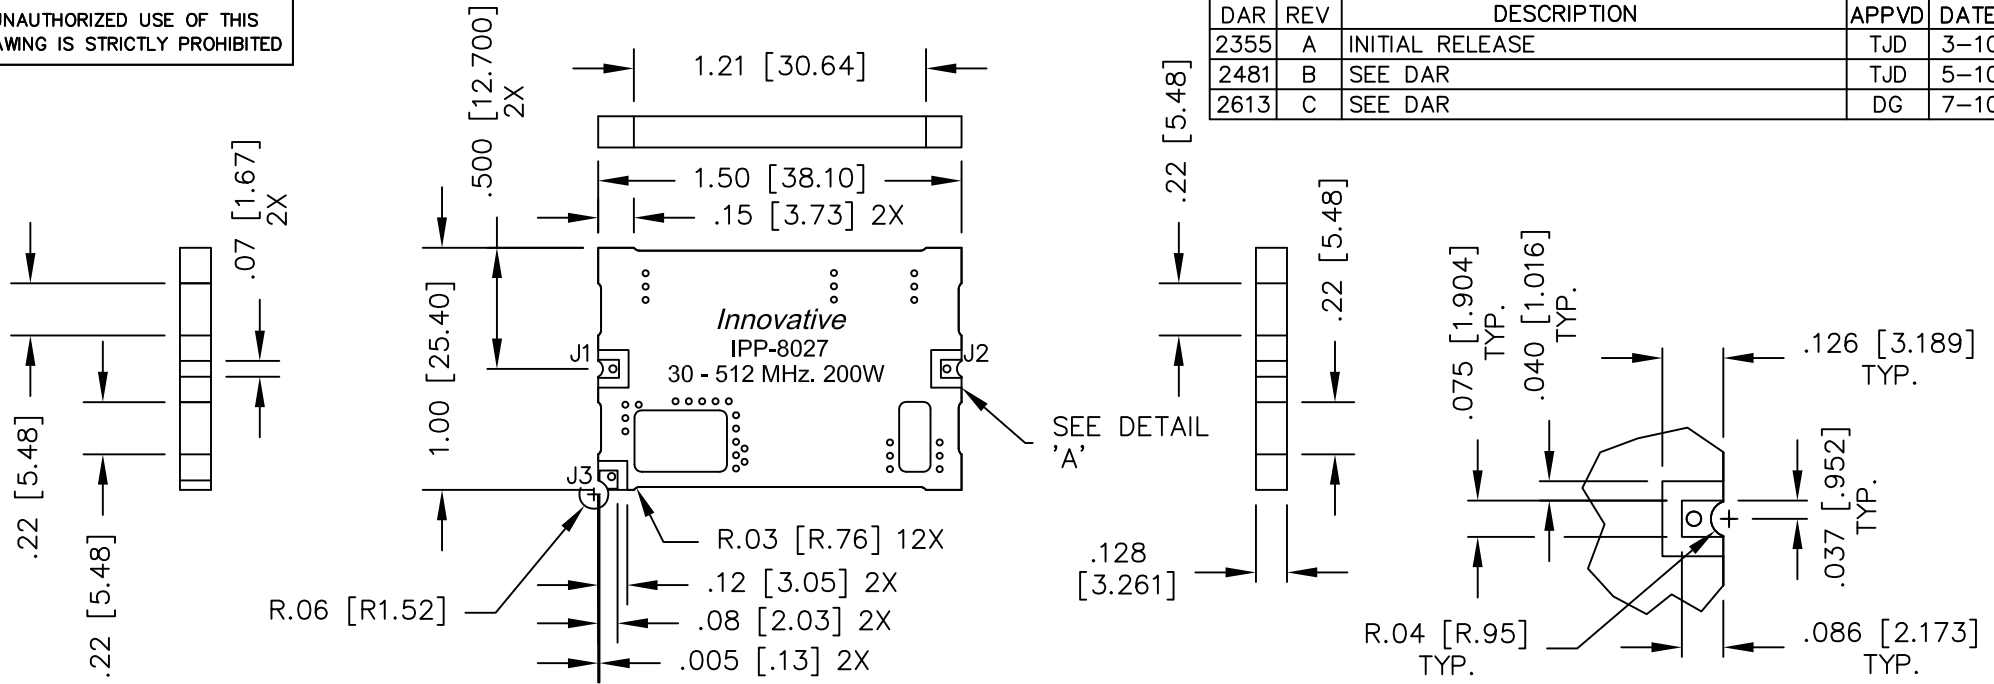 UNAUTHORIZED USE OF THIS
STRICTLY PROHIBITED
DAR REV DESCRIPTION APPVD DATE
2355 A INITIAL RELEASE TJD 3-10
2481 B SEE DAR TJD 5-10
2613 C SEE DAR DG 7-10
1.21 [30.64]
.500 [12.700]
2X
1.50 [38.10]
.15 [3.73] 2X
.07 [1.67]
2X
.22 [5.48]
.22 [5.48]
1.00 [25.40]
Innovative
IPP-8027
30 - 512 MHz. 200W
J1
J2
J3
SEE DETAIL
'A'
R.06 [R1.52]
R.03 [R.76] 12X
.12 [3.05] 2X
.08 [2.03] 2X
.005 [.13] 2X
.22 [5.48]
.22 [5.48]
.128
[3.261]
.075 [1.904]
TYP.
.040 [1.016]
TYP.
.126 [3.189]
TYP.
.037 [.952]
TYP.
R.04 [R.95]
TYP.
.086 [2.173]
TYP.